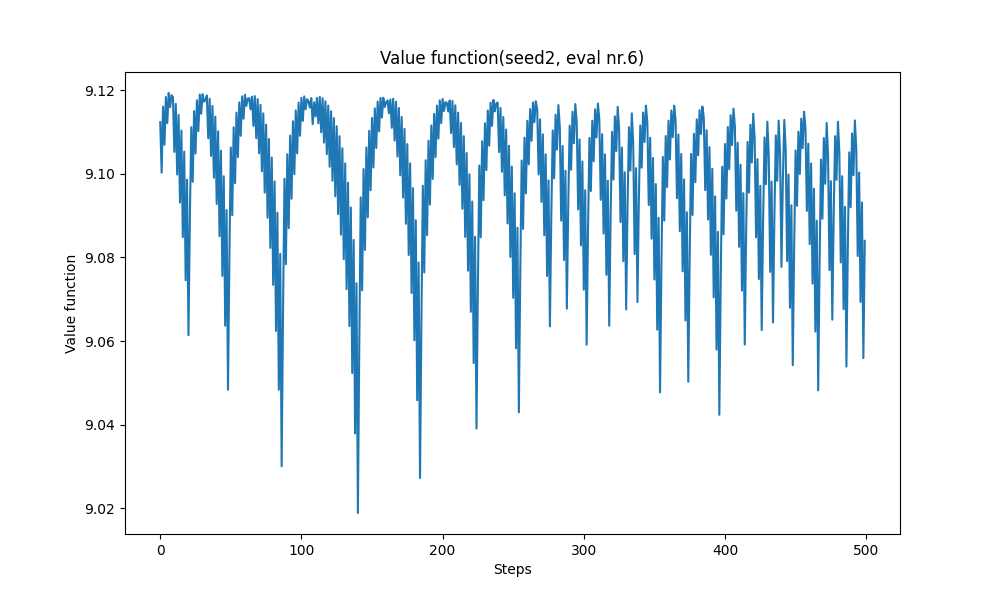 Value function(seed2, eval nr.6)
Value function
9.12
9.10
9.08
9.06
9.04
9.02
0 100 200 300 400 500
Steps